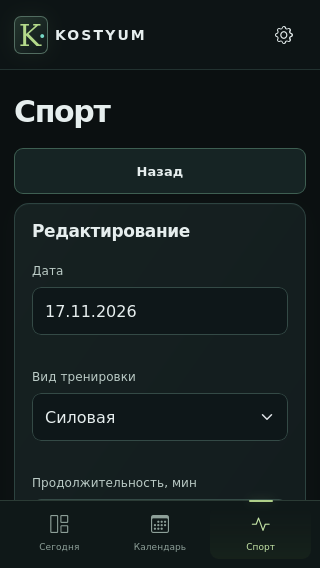 K
KOSTYUM
Спорт
Назад
Редактирование
Дата
17.11.2026
Вид тренировки
Силовая
Продолжительность, мин
Сегодня
Календарь
Спорт